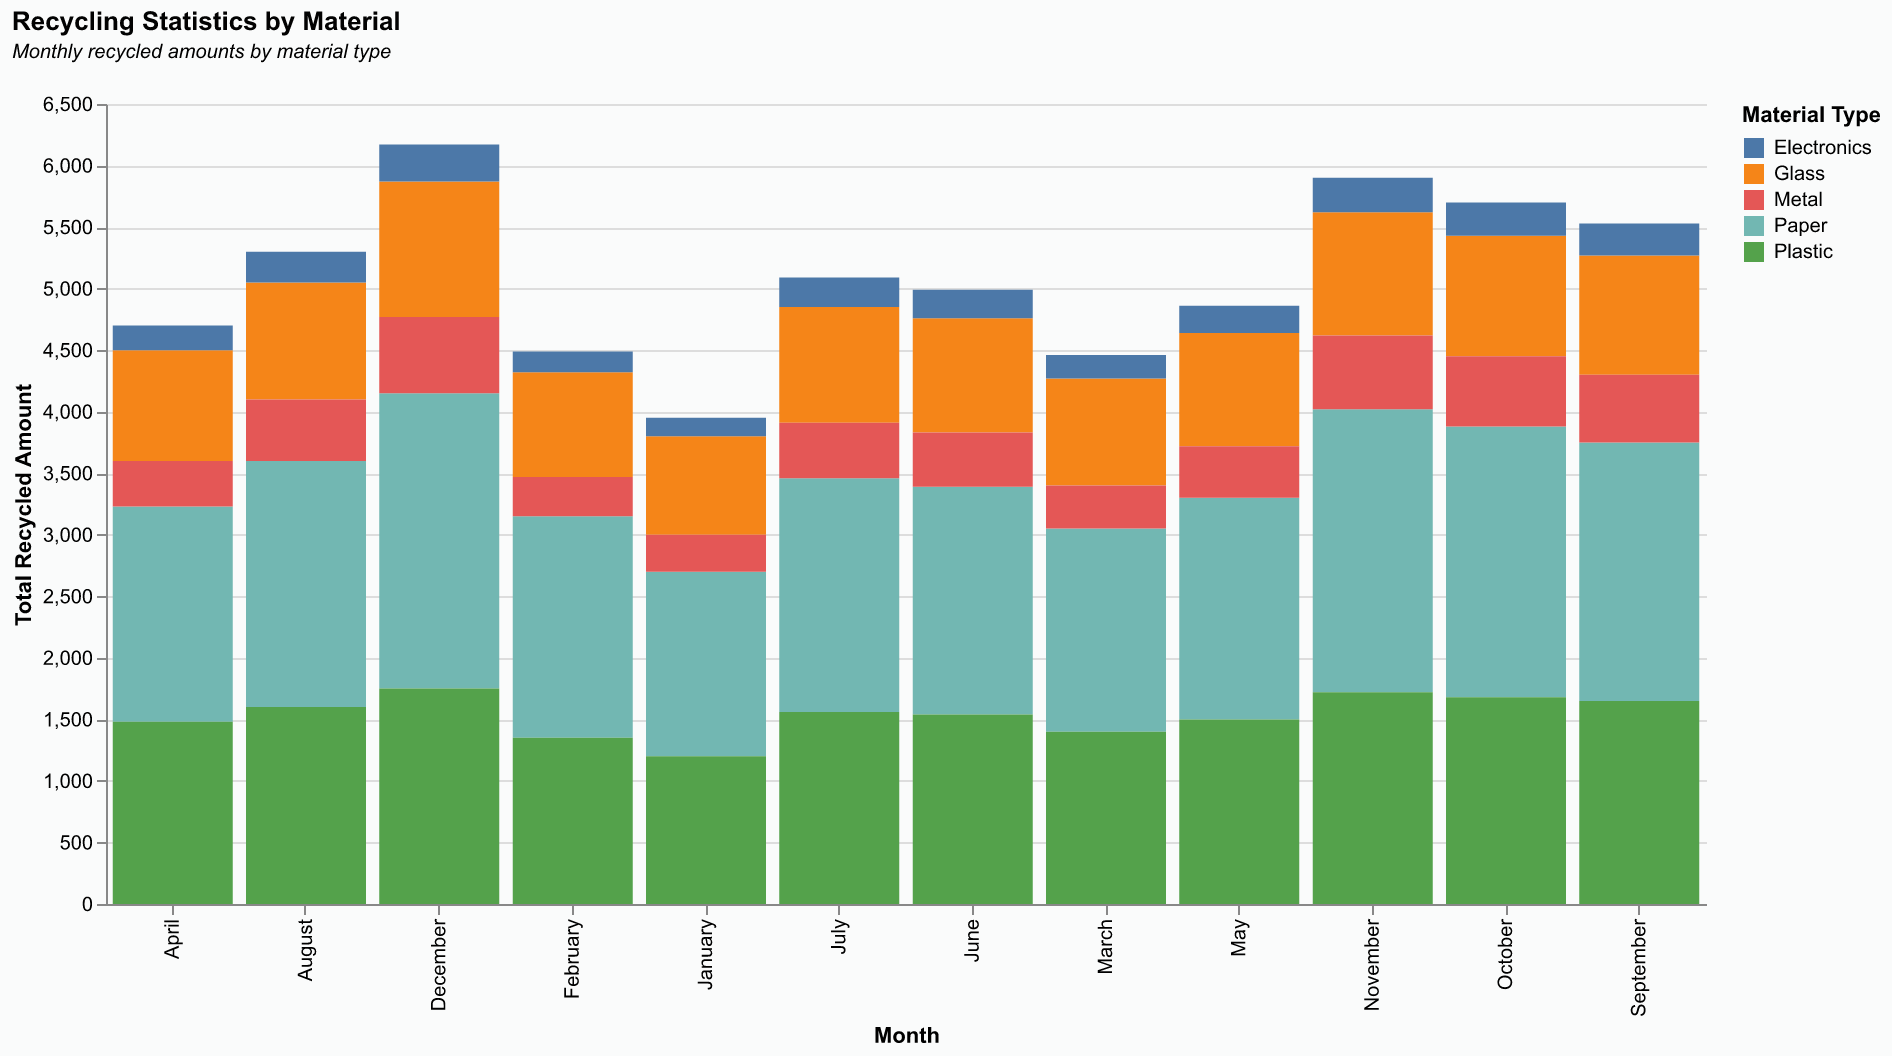 Recycling Statistics by Material
Monthly recycled amounts by material type
Total Recycled Amount
6,500
6,000
5,500
5,000
4,500
4,000
3,500
3,000
2,500
2,000
1,500
1,000
500
0
April
August
December
February
January
July
June
March
May
November
October
September
Month
Material Type
Electronics
Glass
Metal
Paper
Plastic